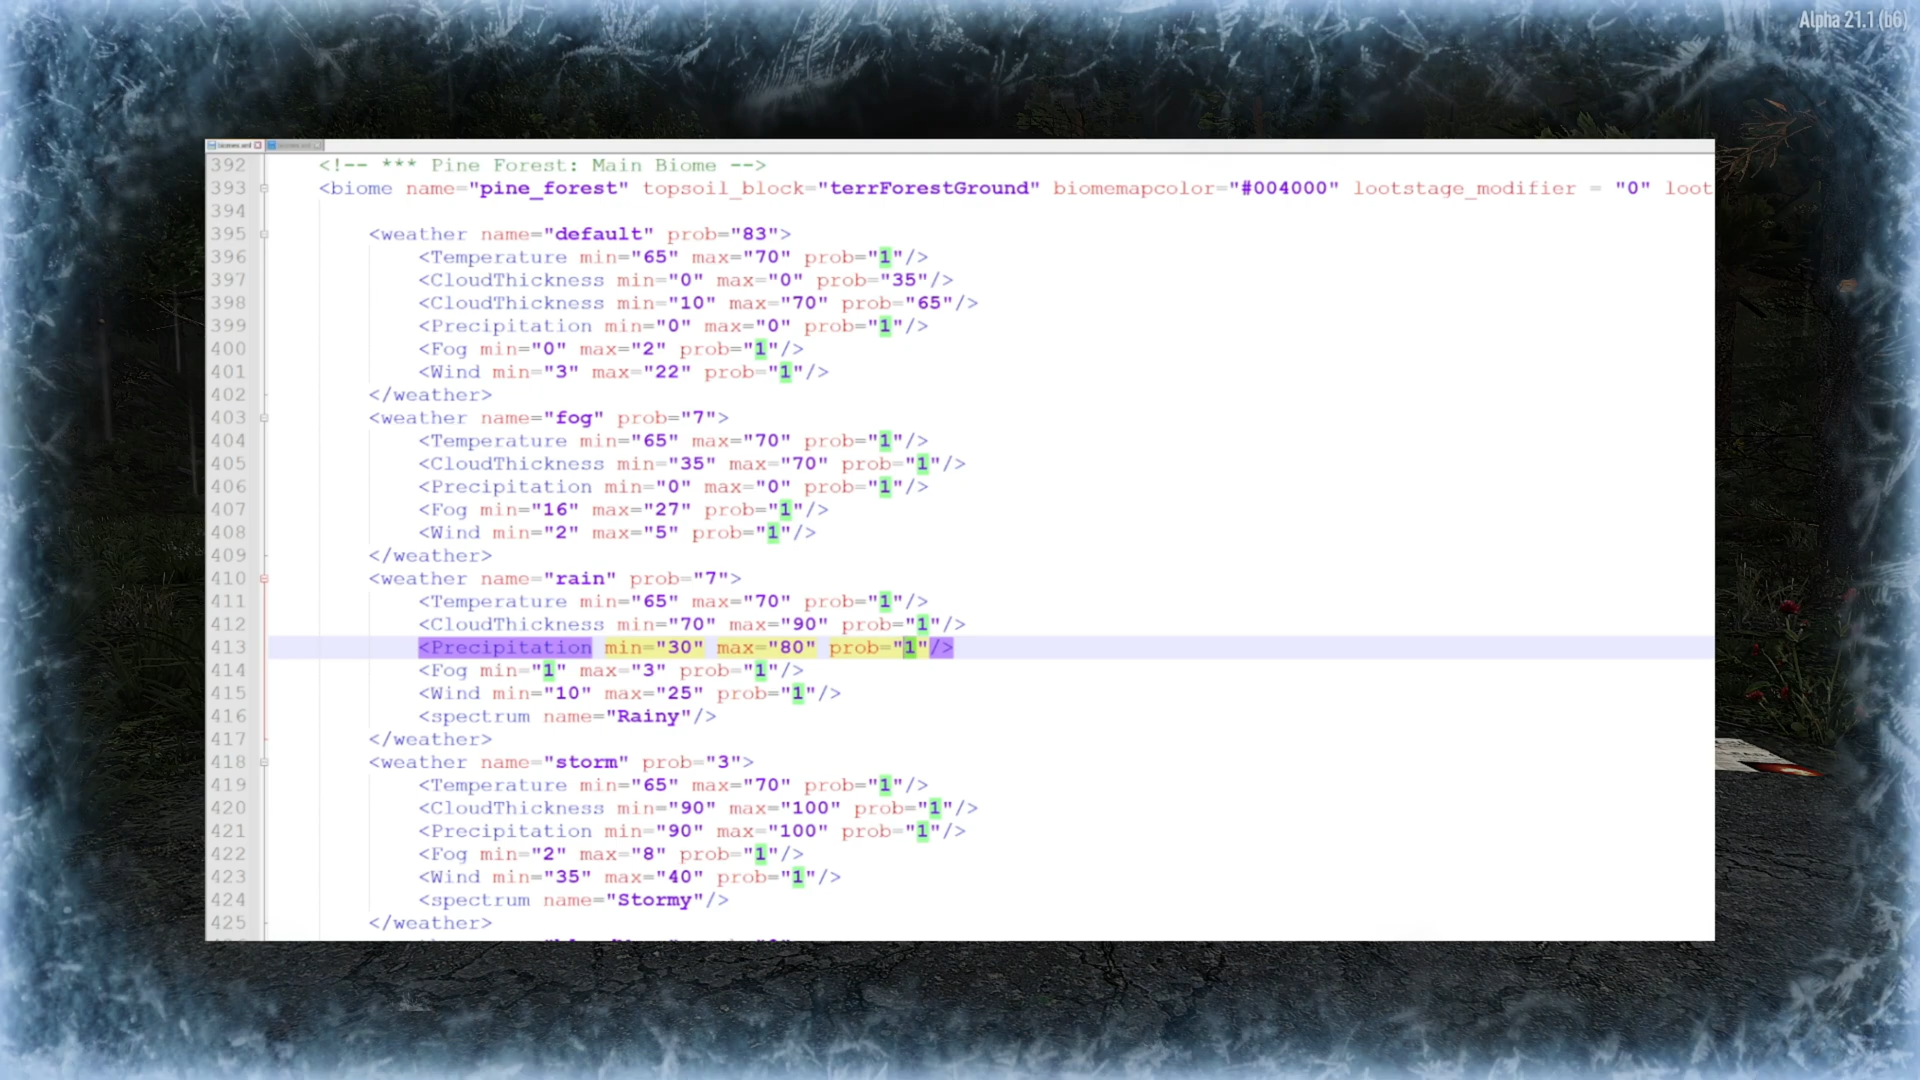 Alpha 21.1 (b6)
biomes.xml
392 <!-- *** Pine Forest: Main Biome -->
393 <biome name="pine_forest" topsoil_block="terrForestGround" biomemapcolor="#004000" lootstage_modifier = "0" loot
394
395 <weather name="default" prob="83">
396 <Temperature min="65" max="70" prob="1"/>
397 <CloudThickness min="0" max="0" prob="35"/>
398 <CloudThickness min="10" max="70" prob="65"/>
399 <Precipitation min="0" max="0" prob="1"/>
400 <Fog min="0" max="2" prob="1"/>
401 <Wind min="3" max="22" prob="1"/>
402 </weather>
403 <weather name="fog" prob="7">
404 <Temperature min="65" max="70" prob="1"/>
405 <CloudThickness min="35" max="70" prob="1"/>
406 <Precipitation min="0" max="0" prob="1"/>
407 <Fog min="16" max="27" prob="1"/>
408 <Wind min="2" max="5" prob="1"/>
409 </weather>
410 <weather name="rain" prob="7">
411 <Temperature min="65" max="70" prob="1"/>
412 <CloudThickness min="70" max="90" prob="1"/>
413 <Precipitation min="30" max="80" prob="1"/>
414 <Fog min="1" max="3" prob="1"/>
415 <Wind min="10" max="25" prob="1"/>
416 <spectrum name="Rainy"/>
417 </weather>
418 <weather name="storm" prob="3">
419 <Temperature min="65" max="70" prob="1"/>
420 <CloudThickness min="90" max="100" prob="1"/>
421 <Precipitation min="90" max="100" prob="1"/>
422 <Fog min="2" max="8" prob="1"/>
423 <Wind min="35" max="40" prob="1"/>
424 <spectrum name="Stormy"/>
425 </weather>